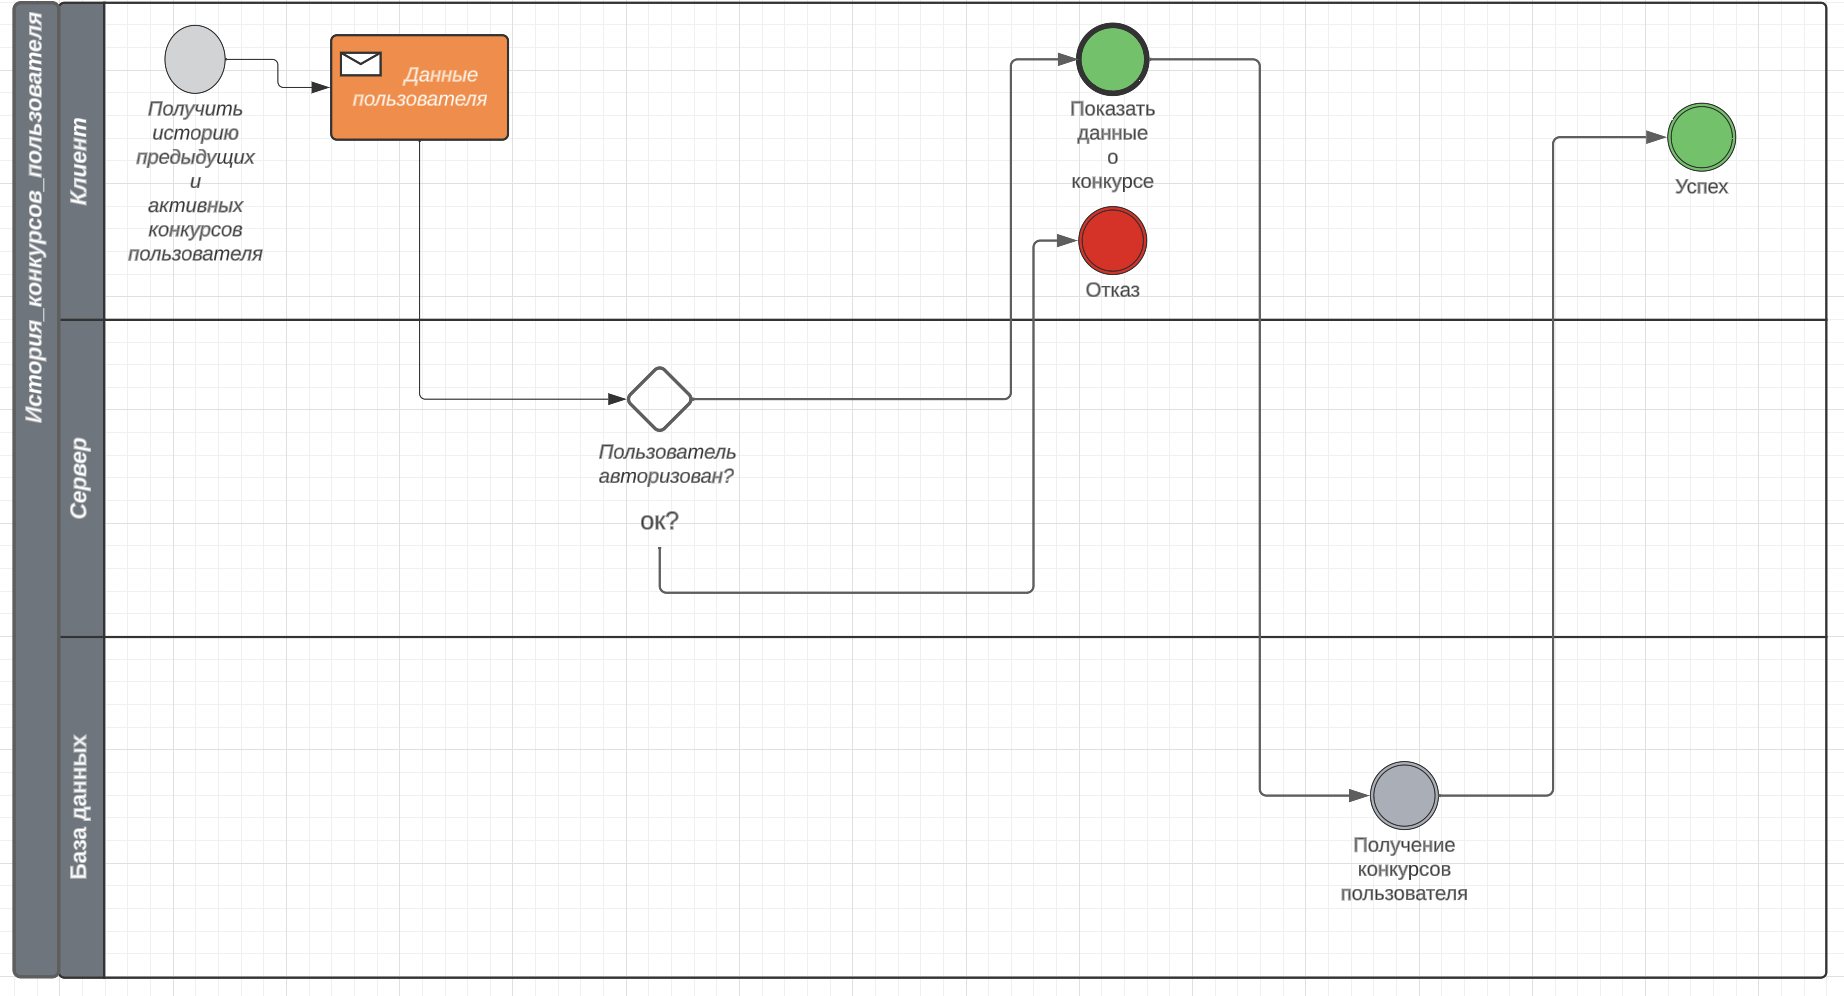 История_конкурсов_пользователя
Клиент
Получить
историю
предыдущих
и
активных
конкурсов
пользователя
Данные
пользователя
Показать
данные
о
конкурсе
Отказ
Успех
Сервер
Пользователь
авторизован?
ок?
База данных
Получение
конкурсов
пользователя